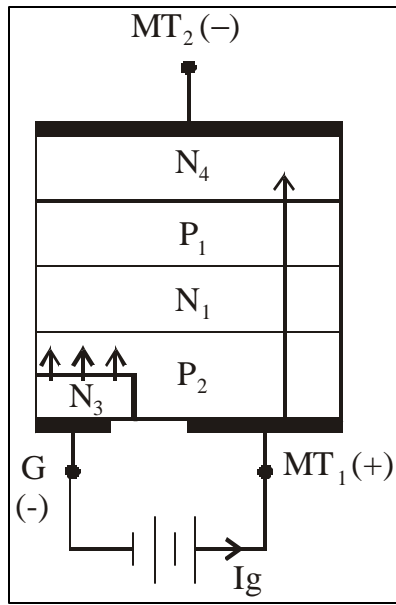 MT₂(–)
N₄
P₁
N₁
P₂
N₃
G
(-)
MT₁(+)
Ig